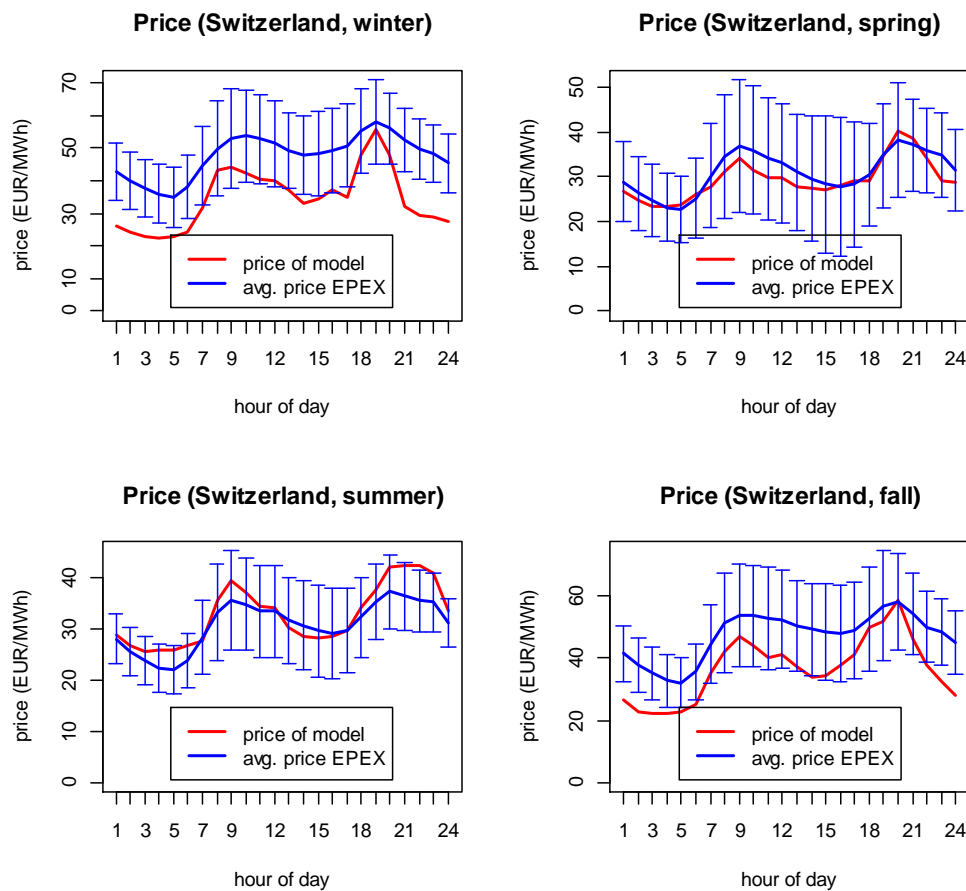 Price (Switzerland, winter)
price (EUR/MWh)
0 10 30 50 70
1 3 5 7 9 12 15 18 21 24
hour of day
price of model
avg. price EPEX
Price (Switzerland, spring)
price (EUR/MWh)
0 10 20 30 40 50
1 3 5 7 9 12 15 18 21 24
hour of day
price of model
avg. price EPEX
Price (Switzerland, summer)
price (EUR/MWh)
0 10 20 30 40
1 3 5 7 9 12 15 18 21 24
hour of day
price of model
avg. price EPEX
Price (Switzerland, fall)
price (EUR/MWh)
0 20 40 60
1 3 5 7 9 12 15 18 21 24
hour of day
price of model
avg. price EPEX